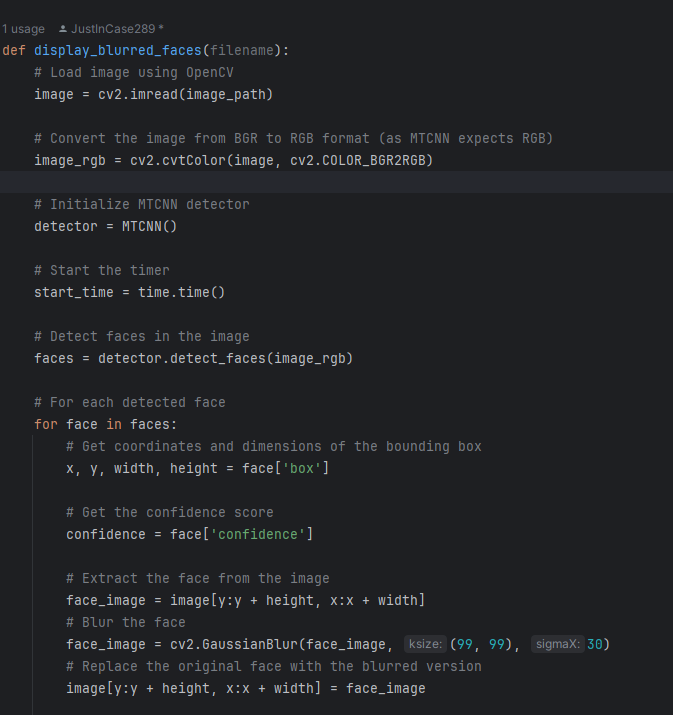 1 usage JustInCase289 *
def display_blurred_faces(filename):
    # Load image using OpenCV
    image = cv2.imread(image_path)

    # Convert the image from BGR to RGB format (as MTCNN expects RGB)
    image_rgb = cv2.cvtColor(image, cv2.COLOR_BGR2RGB)

    # Initialize MTCNN detector
    detector = MTCNN()

    # Start the timer
    start_time = time.time()

    # Detect faces in the image
    faces = detector.detect_faces(image_rgb)

    # For each detected face
    for face in faces:
        # Get coordinates and dimensions of the bounding box
        x, y, width, height = face['box']

        # Get the confidence score
        confidence = face['confidence']

        # Extract the face from the image
        face_image = image[y:y + height, x:x + width]
        # Blur the face
        face_image = cv2.GaussianBlur(face_image, ksize: (99, 99), sigmaX: 30)
        # Replace the original face with the blurred version
        image[y:y + height, x:x + width] = face_image